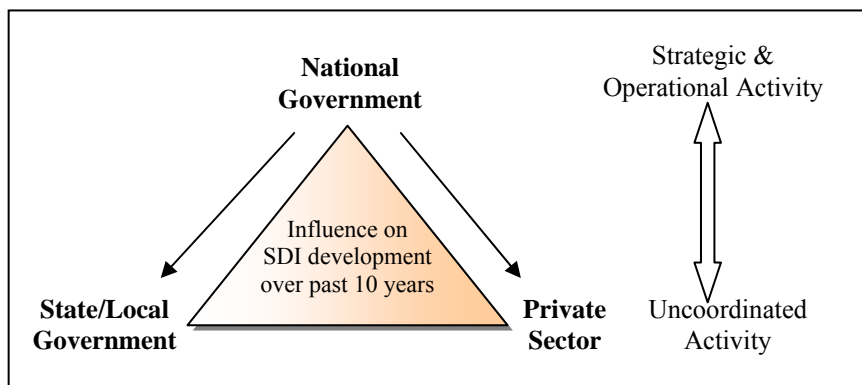 National
Government
Strategic &
Operational Activity
Influence on
SDI development
over past 10 years
State/Local
Government
Private
Sector
Uncoordinated
Activity